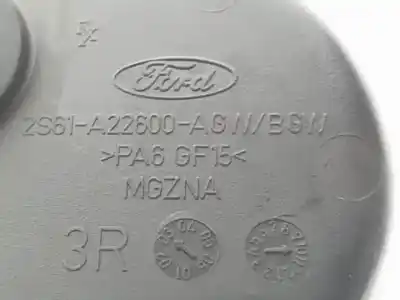 Ford
2S61-A22600-AGW/BGW
>PA6 GF15<
MGZNA
3R